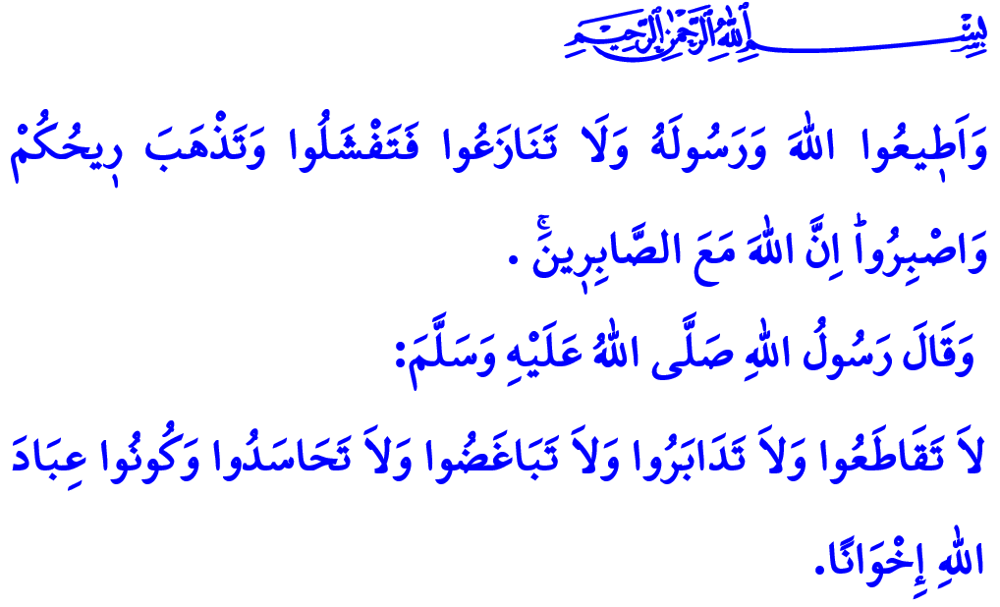 بِسْمِ اللّٰهِ الرَّحْمٰنِ الرَّحِيمِ
وَاَطٖيعُوا اللّٰهَ وَرَسُولَهُ وَلَا تَنَازَعُوا فَتَفْشَلُوا وَتَذْهَبَ رٖيحُكُمْ
وَاصْبِرُواؕ اِنَّ اللّٰهَ مَعَ الصَّابِرٖينَۚ .
وَقَالَ رَسُولُ اللّٰهِ صَلَّى اللّٰهُ عَلَيْهِ وَسَلَّمَ:
لاَ تَقَاطَعُوا وَلاَ تَدَابَرُوا وَلاَ تَبَاغَضُوا وَلاَ تَحَاسَدُوا وَكُونُوا عِبَادَ
اللّٰهِ إِخْوَانًا.